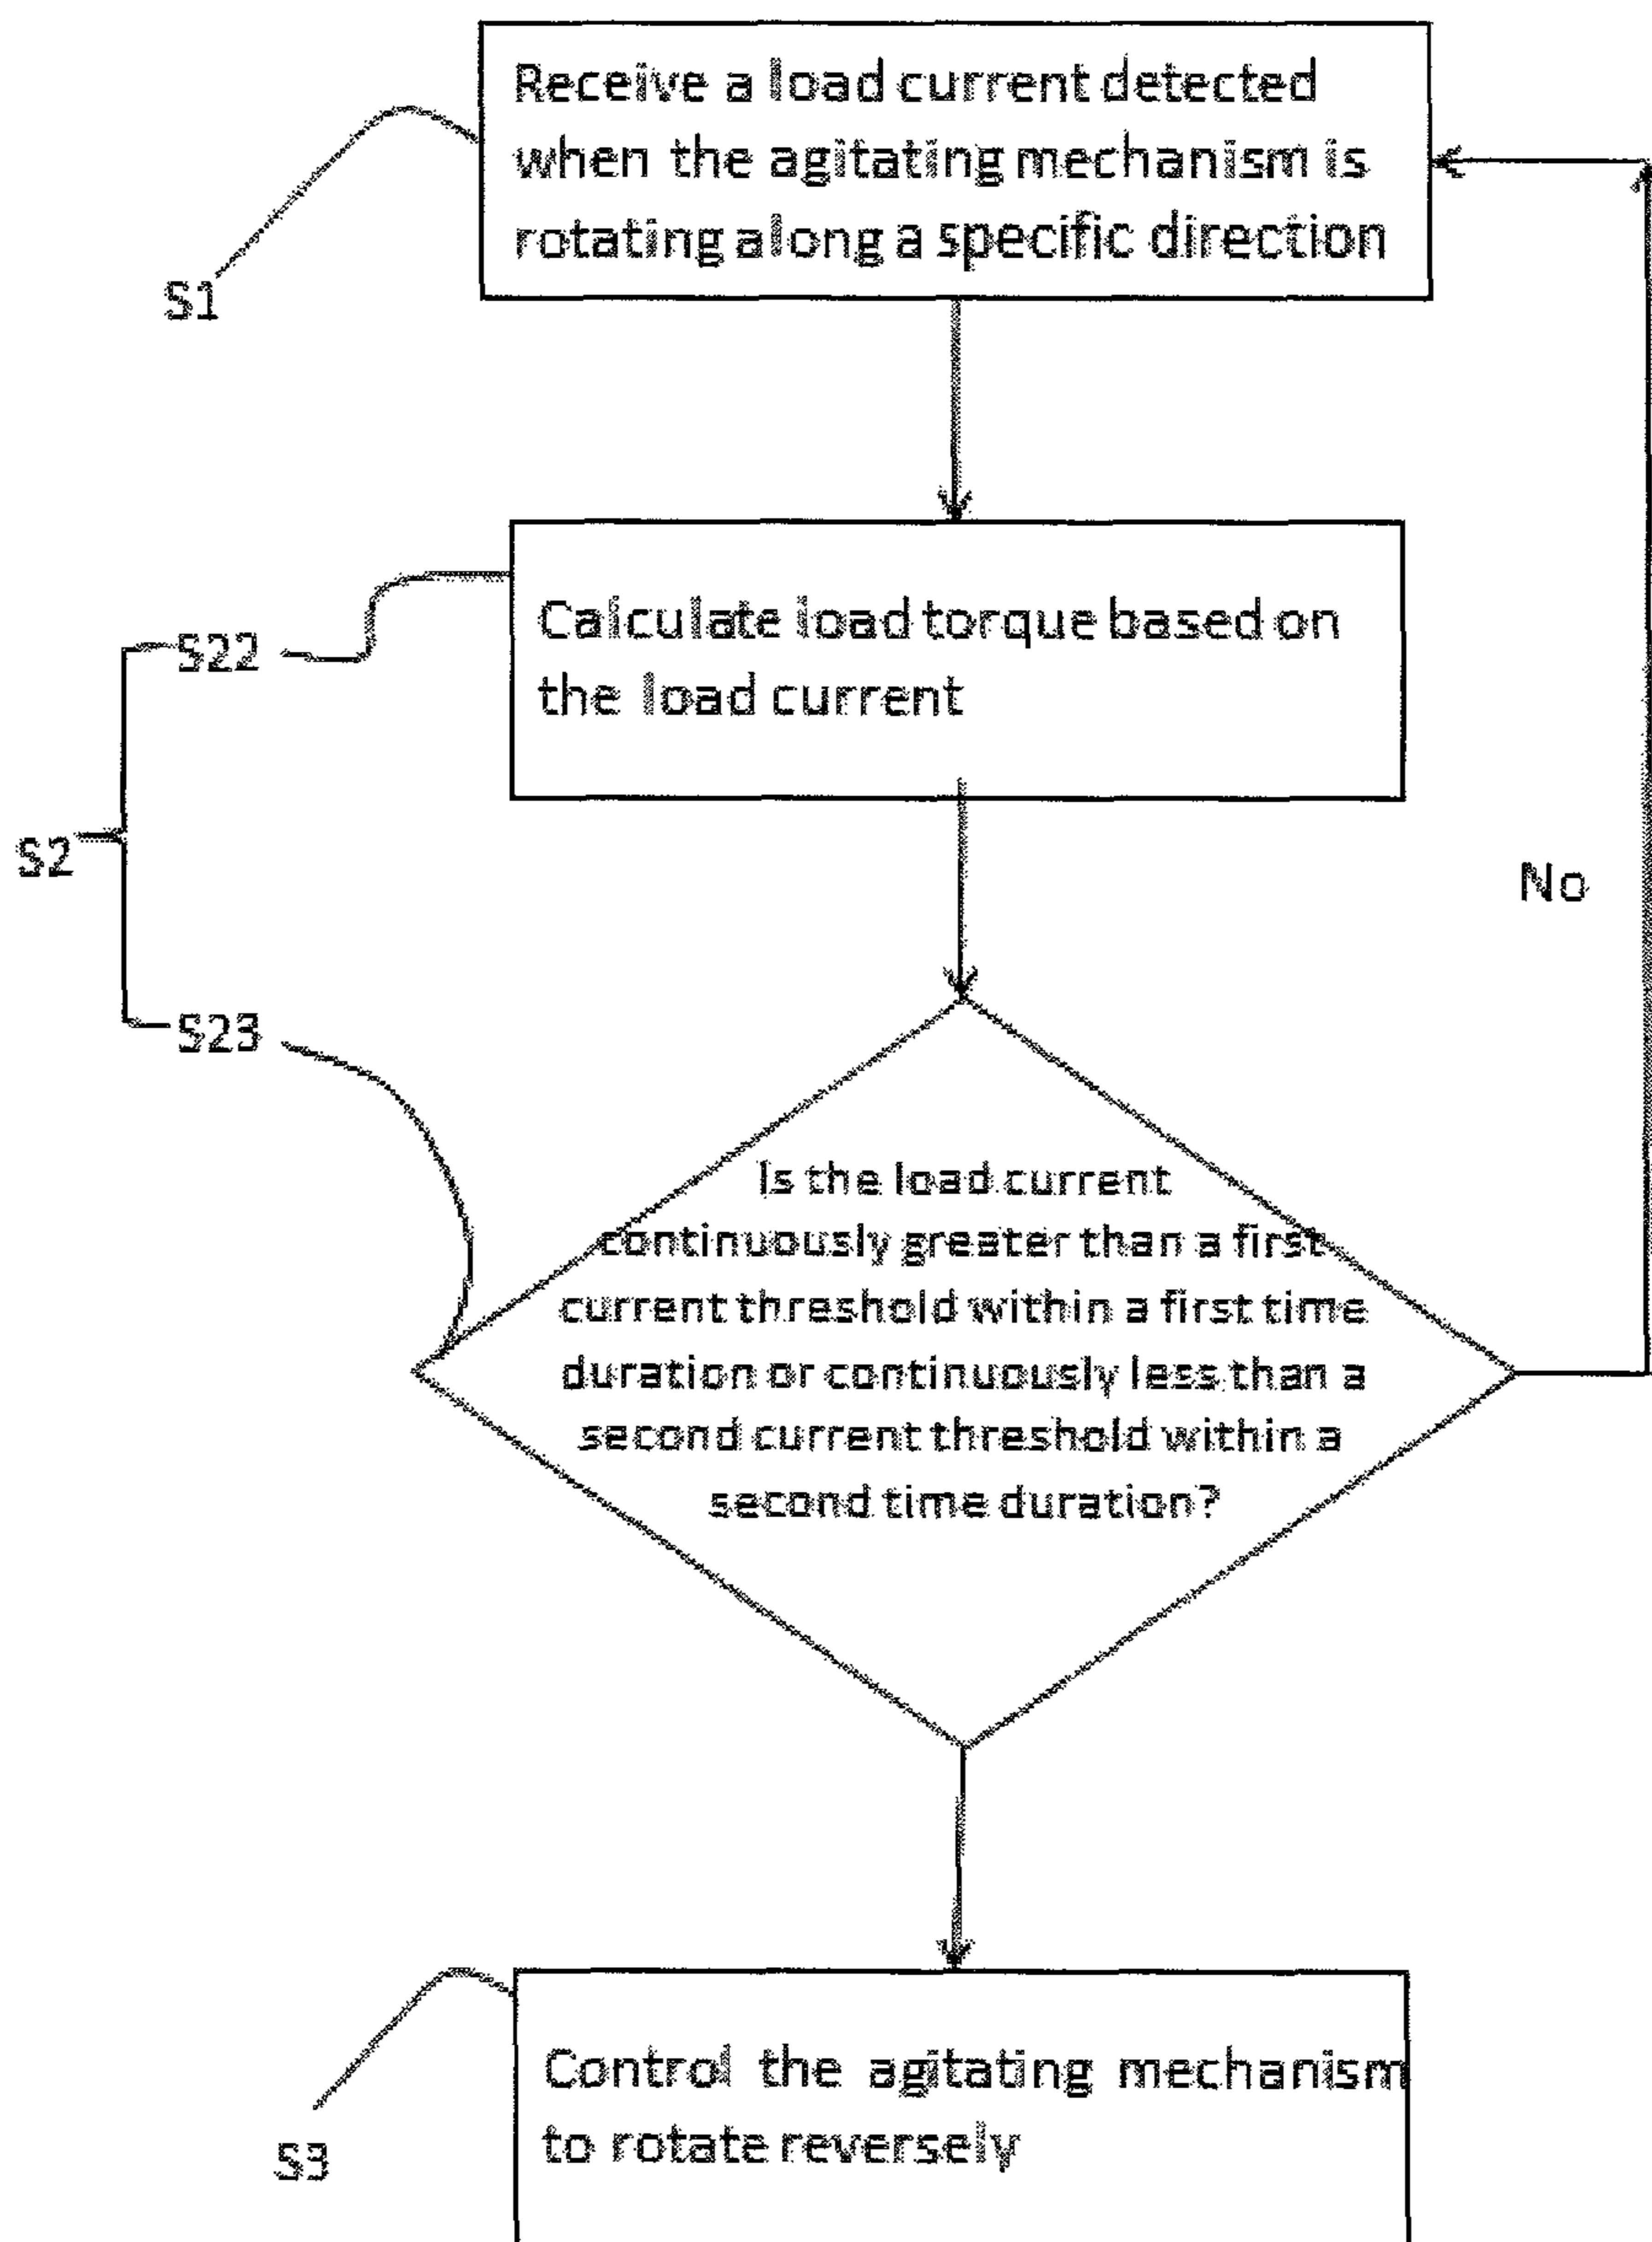 Receive a load current detected
when the agitating mechanism is
rotating along a specific direction
S1
Calculate load torque based on
the load current
S22
S2
No
S23
Is the load current
continuously greater than a first
current threshold within a first time
duration or continuously less than a
second current threshold within a
second time duration?
Control the agitating mechanism
to rotate reversely
S3